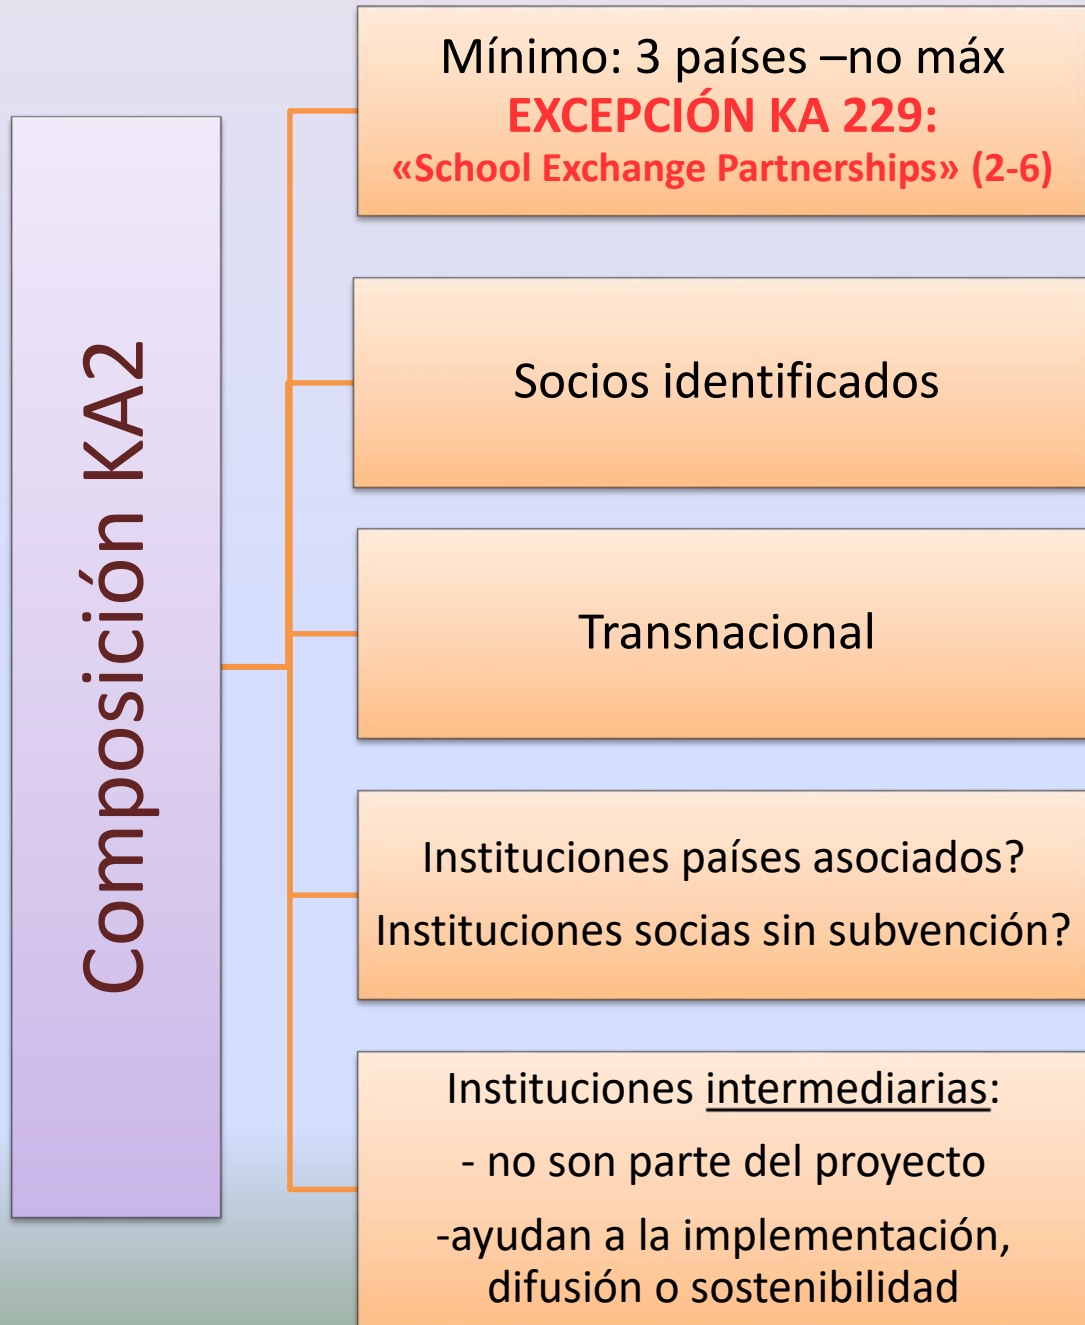 Composición KA2
Mínimo: 3 países –no máx
EXCEPCIÓN KA 229:
«School Exchange Partnerships» (2-6)
Socios identificados
Transnacional
Instituciones países asociados?
Instituciones socias sin subvención?
Instituciones intermediarias:
- no son parte del proyecto
-ayudan a la implementación,
difusión o sostenibilidad